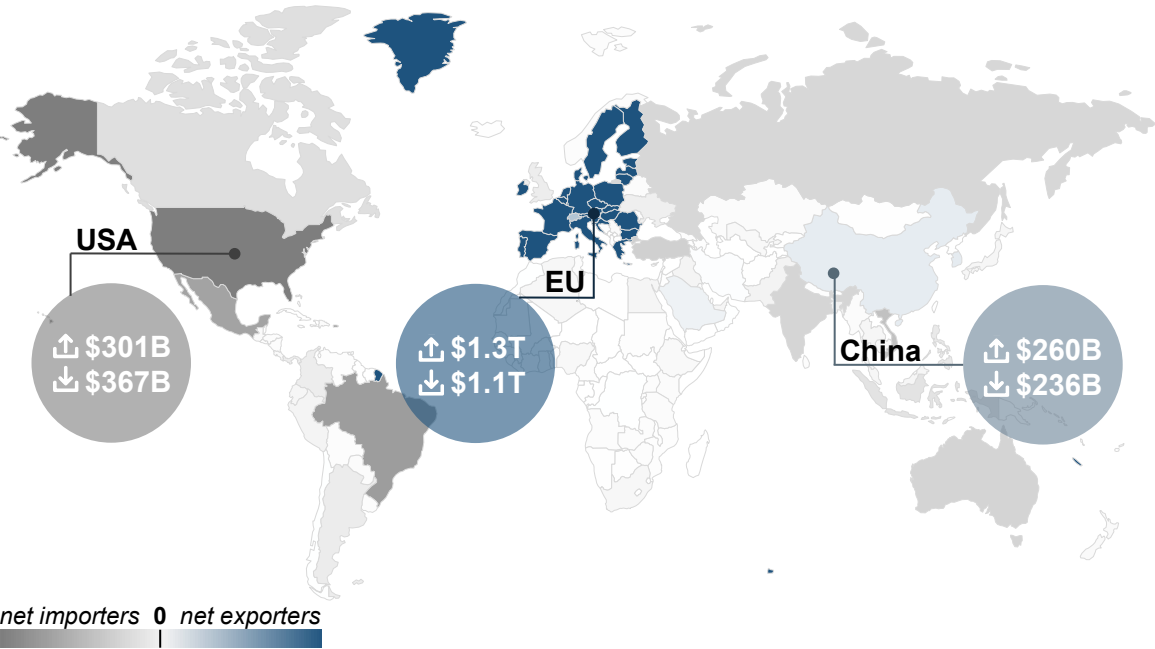 USA
$301B
$367B
EU
$1.3T
$1.1T
China
$260B
$236B
net importers 0 net exporters